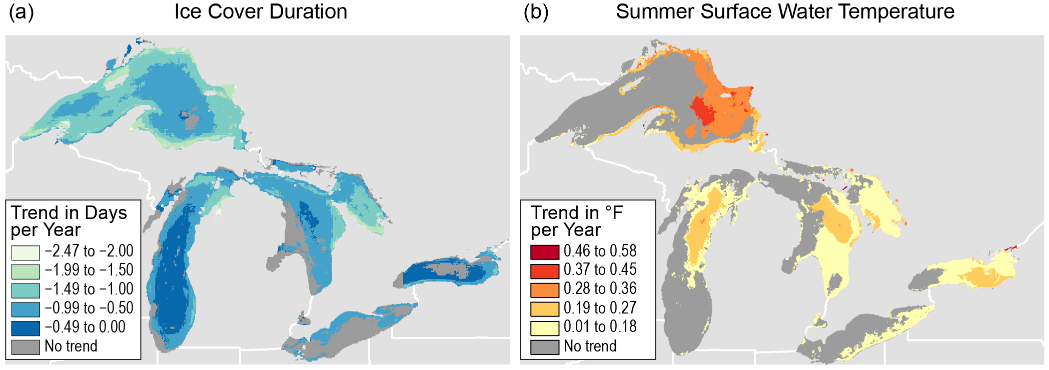 (a) Ice Cover Duration
Trend in Days
per Year
−2.47 to −2.00
−1.99 to −1.50
−1.49 to −1.00
−0.99 to −0.50
−0.49 to 0.00
No trend
(b) Summer Surface Water Temperature
Trend in °F
per Year
0.46 to 0.58
0.37 to 0.45
0.28 to 0.36
0.19 to 0.27
0.01 to 0.18
No trend